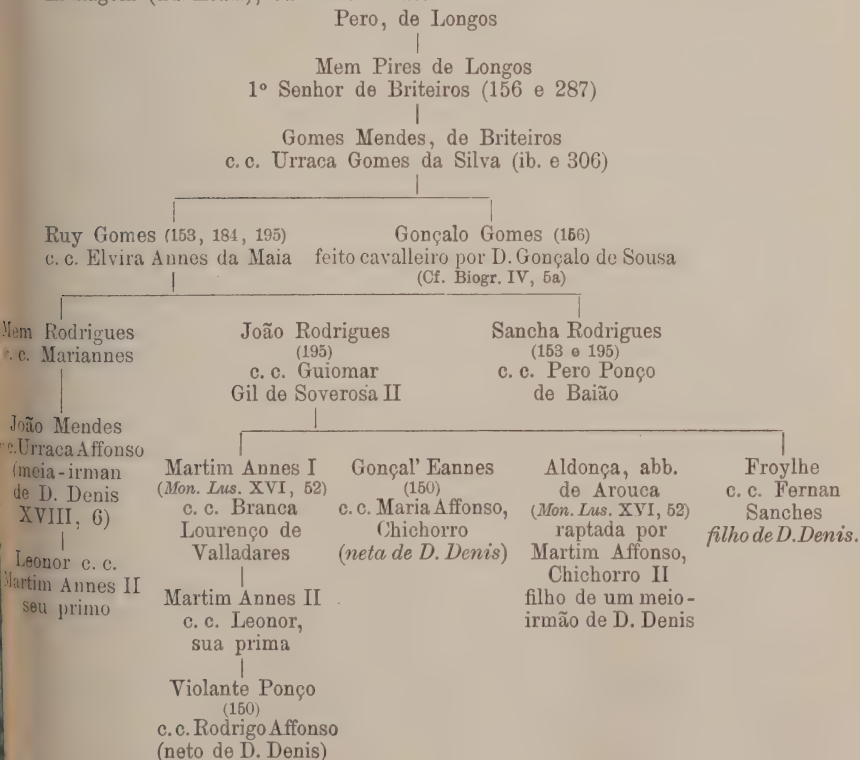 Pero, de Longos
Mem Pires de Longos
1º Senhor de Briteiros (156 e 287)
Gomes Mendes, de Briteiros
c. c. Urraca Gomes da Silva (ib. e 306)
Ruy Gomes (153, 184, 195)
c. c. Elvira Annes da Maia
Gonçalo Gomes (156)
feito cavalleiro por D. Gonçalo de Sousa
(Cf. Biogr. IV, 5a)
Mem Rodrigues
c. c. Mariannes
João Rodrigues
(195)
c. c. Guiomar
Gil de Soverosa II
Sancha Rodrigues
(153 e 195)
c. c. Pero Ponço
de Baião
João Mendes
c. Urraca Affonso
(meia-irman
de D. Denis
XVIII, 6)
Leonor c. c.
Martim Annes II
seu primo
Martim Annes I
(Mon. Lus. XVI, 52)
c. c. Branca
Lourenço de
Valladares
Martim Annes II
c. c. Leonor,
sua prima
Violante Ponço
(150)
c. c. Rodrigo Affonso
(neto de D. Denis)
Gonçal' Eannes
(150)
c. c. Maria Affonso,
Chichorro
(neta de D. Denis)
Aldonça, abb.
de Arouca
(Mon. Lus. XVI, 52)
raptada por
Martim Affonso,
Chichorro II
filho de um meio-
irmão de D. Denis
Froylhe
c. c. Fernan
Sanches
filho de D. Denis.